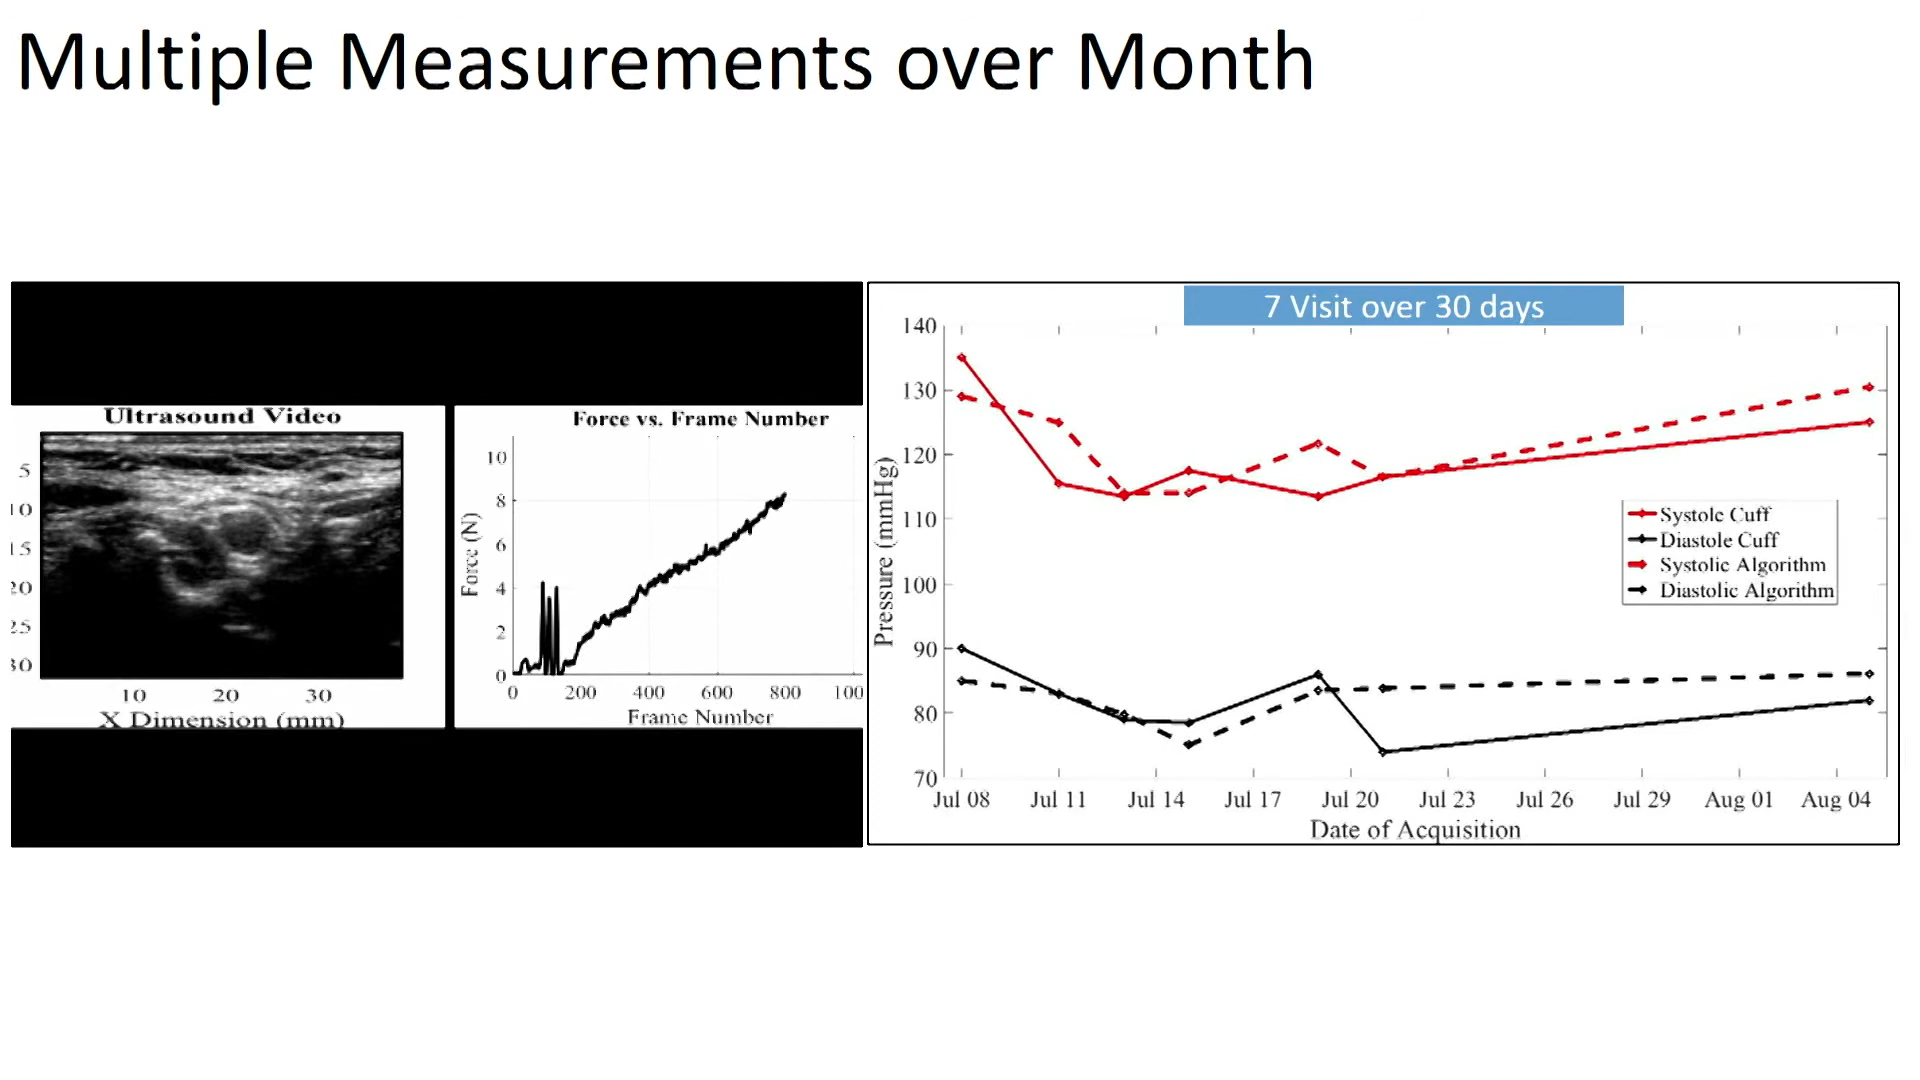 Multiple Measurements over Month
Ultrasound Video
5
10
15
20
25
30
10 20 30
X Dimension (mm)
Force vs. Frame Number
10
8
6
4
2
0
Force (N)
0 200 400 600 800 100
Frame Number
7 Visit over 30 days
140
130
120
110
100
90
80
70
Pressure (mmHg)
Systole Cuff
Diastole Cuff
Systolic Algorithm
Diastolic Algorithm
Jul 08 Jul 11 Jul 14 Jul 17 Jul 20 Jul 23 Jul 26 Jul 29 Aug 01 Aug 04
Date of Acquisition